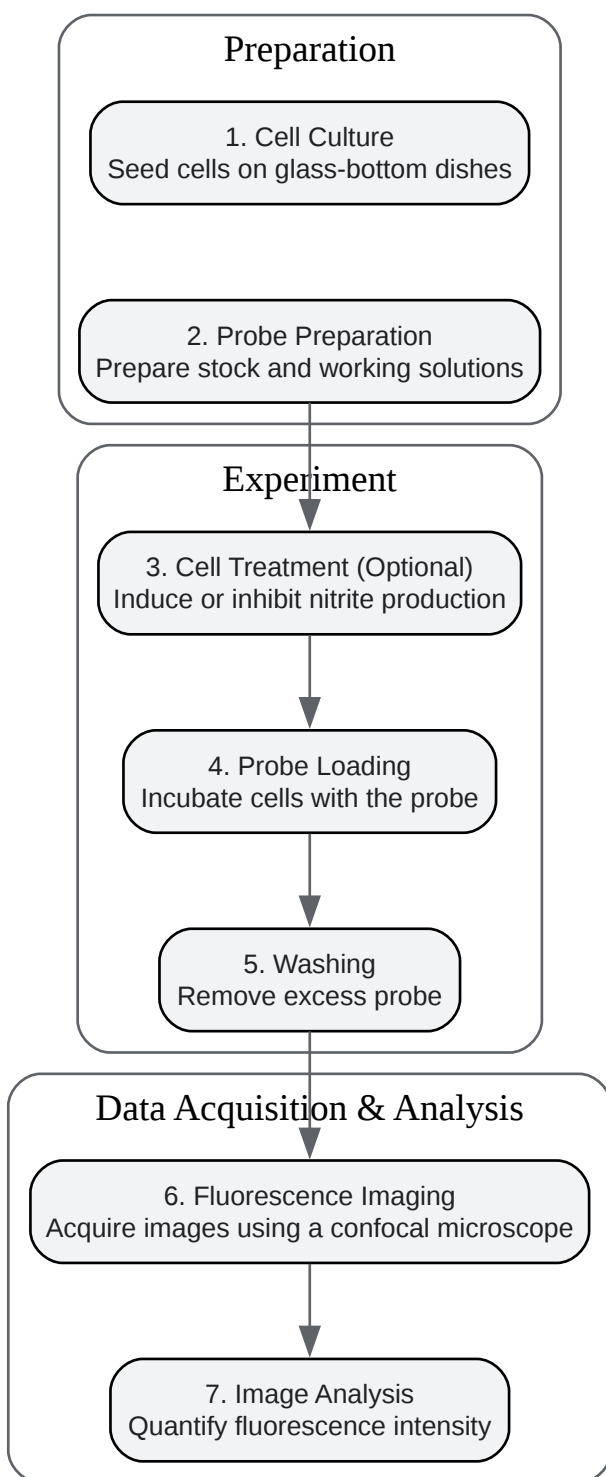 Preparation
1. Cell Culture
Seed cells on glass-bottom dishes
2. Probe Preparation
Prepare stock and working solutions
Experiment
3. Cell Treatment (Optional)
Induce or inhibit nitrite production
4. Probe Loading
Incubate cells with the probe
5. Washing
Remove excess probe
Data Acquisition & Analysis
6. Fluorescence Imaging
Acquire images using a confocal microscope
7. Image Analysis
Quantify fluorescence intensity